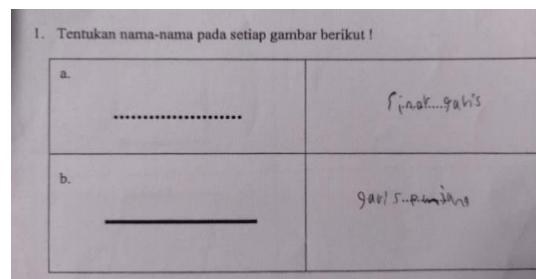 1. Tentukan nama-nama pada setiap gambar berikut !
a.
Sinar....garis
b.
garis..panjang